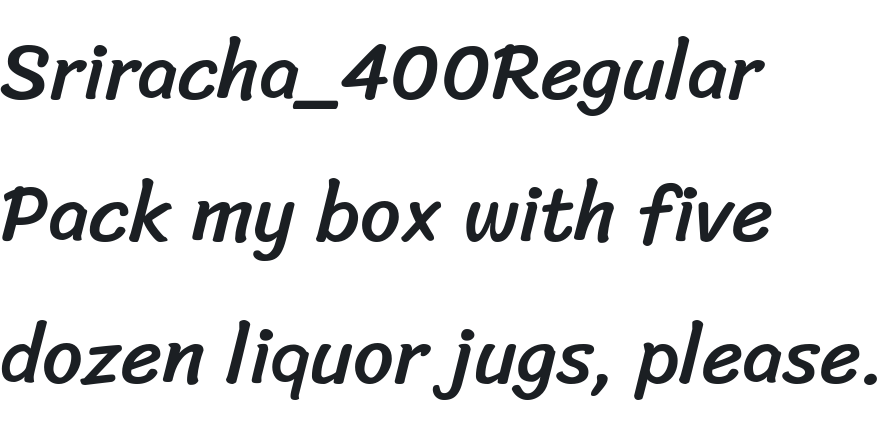 Sriracha_400Regular
Pack my box with five
dozen liquor jugs, please.